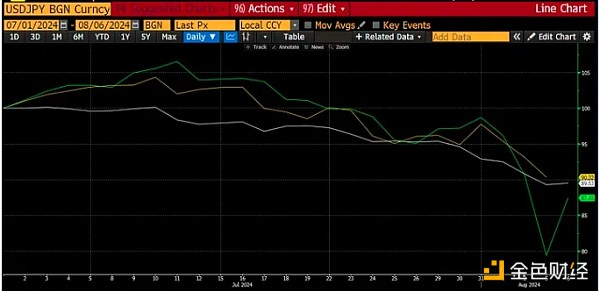 USDJPY BGN Curncy
96) Actions
97) Edit
Line Chart
07/01/2024
08/06/2024
BGN
Last Px
Local CCY
Mov Avgs
Key Events
1D 3D 1M 6M YTD 1Y 5Y Max Daily ▼
Table
+ Related Data
Add Data
Edit Chart
+ Track
Annotate
News
Zoom
105
100
95
90.32
89.53
85
80
2 3 4 5 8 9 10 11 12 15 16 17 18 19 22 23 24 25 26 29 30 31
Jul 2024
Aug 2024
金色财经